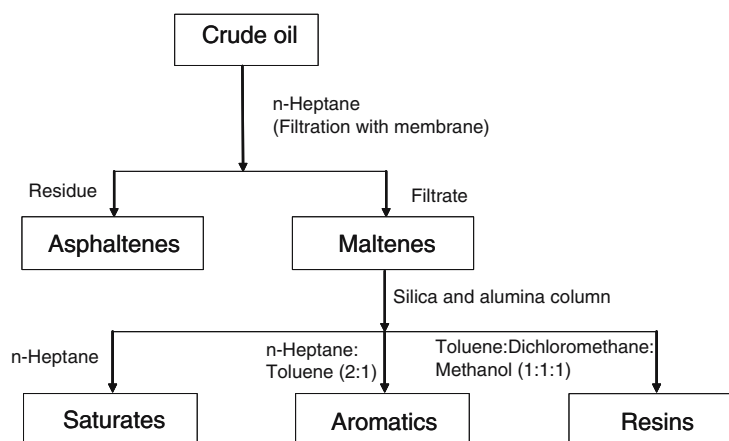 Crude oil
n-Heptane
(Filtration with membrane)
Residue
Filtrate
Asphaltenes
Maltenes
Silica and alumina column
n-Heptane
n-Heptane:
Toluene (2:1)
Toluene:Dichloromethane:
Methanol (1:1:1)
Saturates
Aromatics
Resins